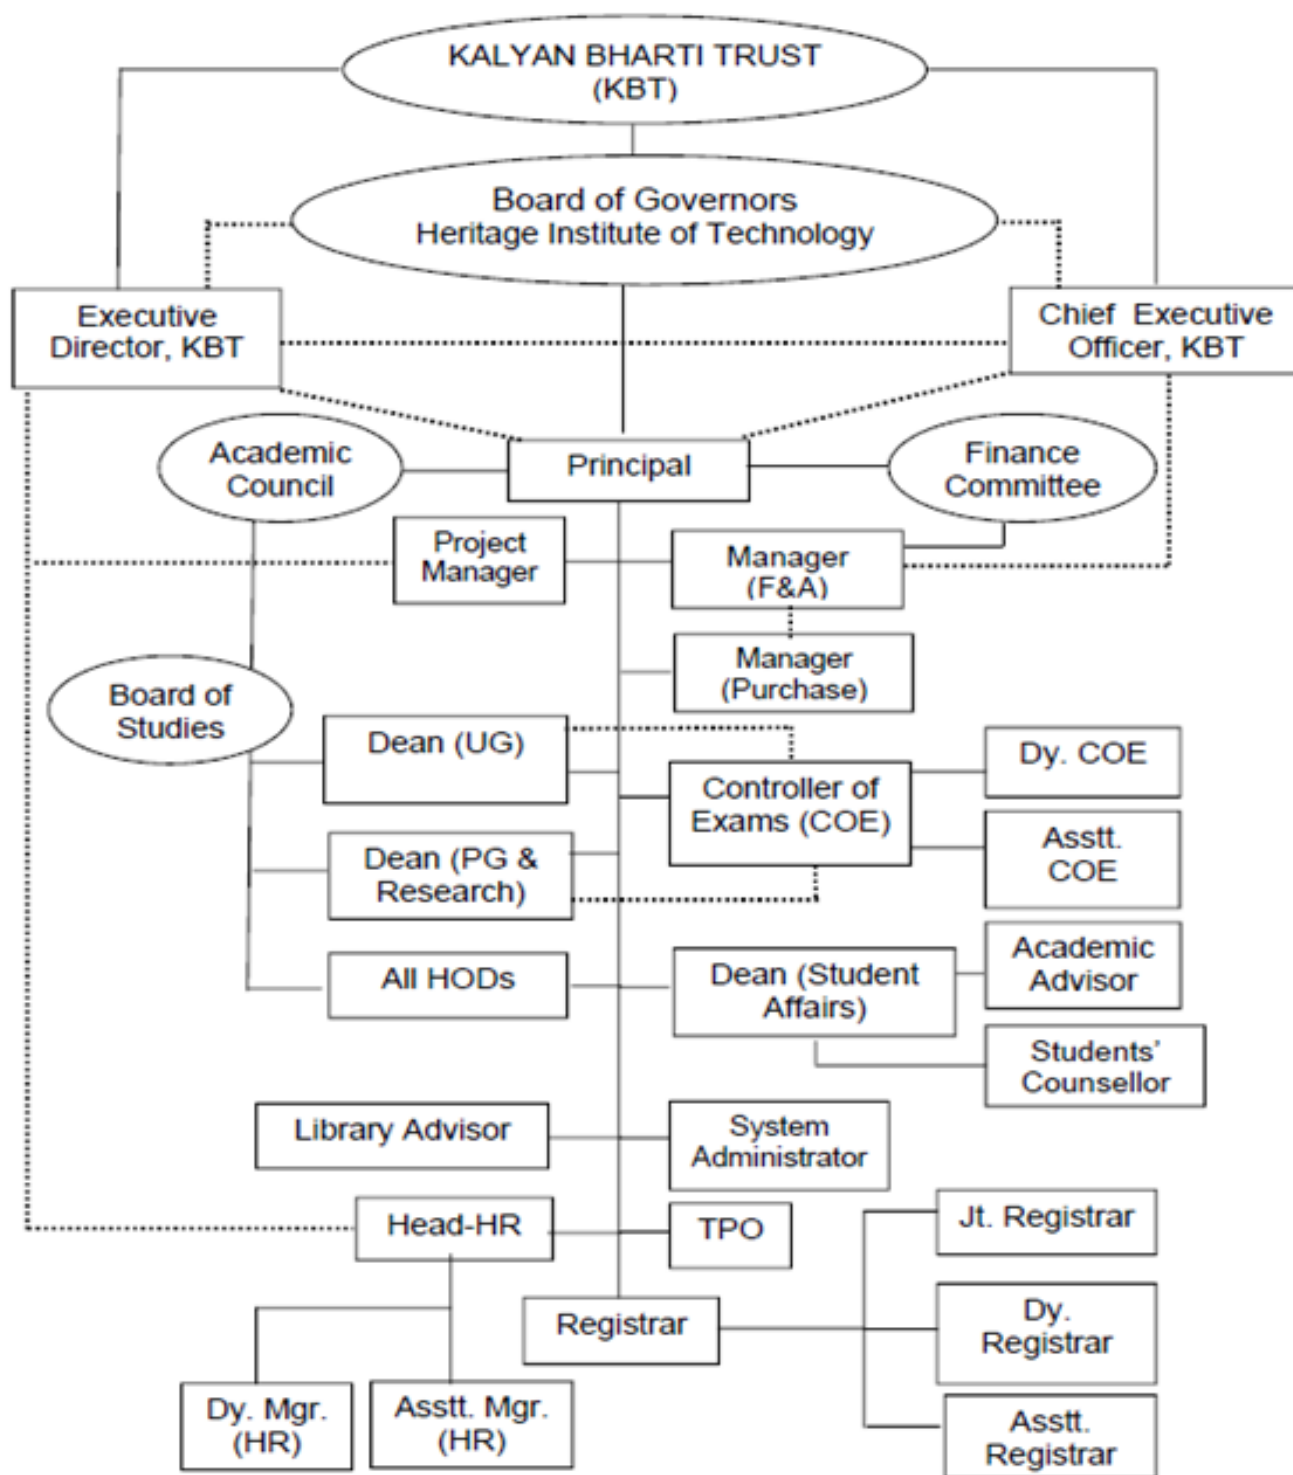 KALYAN BHARTI TRUST
(KBT)
Board of Governors
Heritage Institute of Technology
Executive
Director, KBT
Chief Executive
Officer, KBT
Academic
Council
Principal
Finance
Committee
Project
Manager
Manager
(F&A)
Manager
(Purchase)
Board of
Studies
Dean (UG)
Controller of
Exams (COE)
Dy. COE
Asstt.
COE
Dean (PG &
Research)
All HODs
Dean (Student
Affairs)
Academic
Advisor
Students'
Counsellor
Library Advisor
System
Administrator
Head-HR
TPO
Jt. Registrar
Registrar
Dy.
Registrar
Dy. Mgr.
(HR)
Asstt. Mgr.
(HR)
Asstt.
Registrar